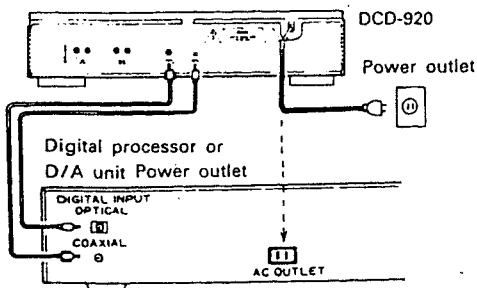 DCD-920
Power outlet
Digital processor or
D/A unit Power outlet
DIGITAL INPUT
OPTICAL
COAXIAL
AC OUTLET